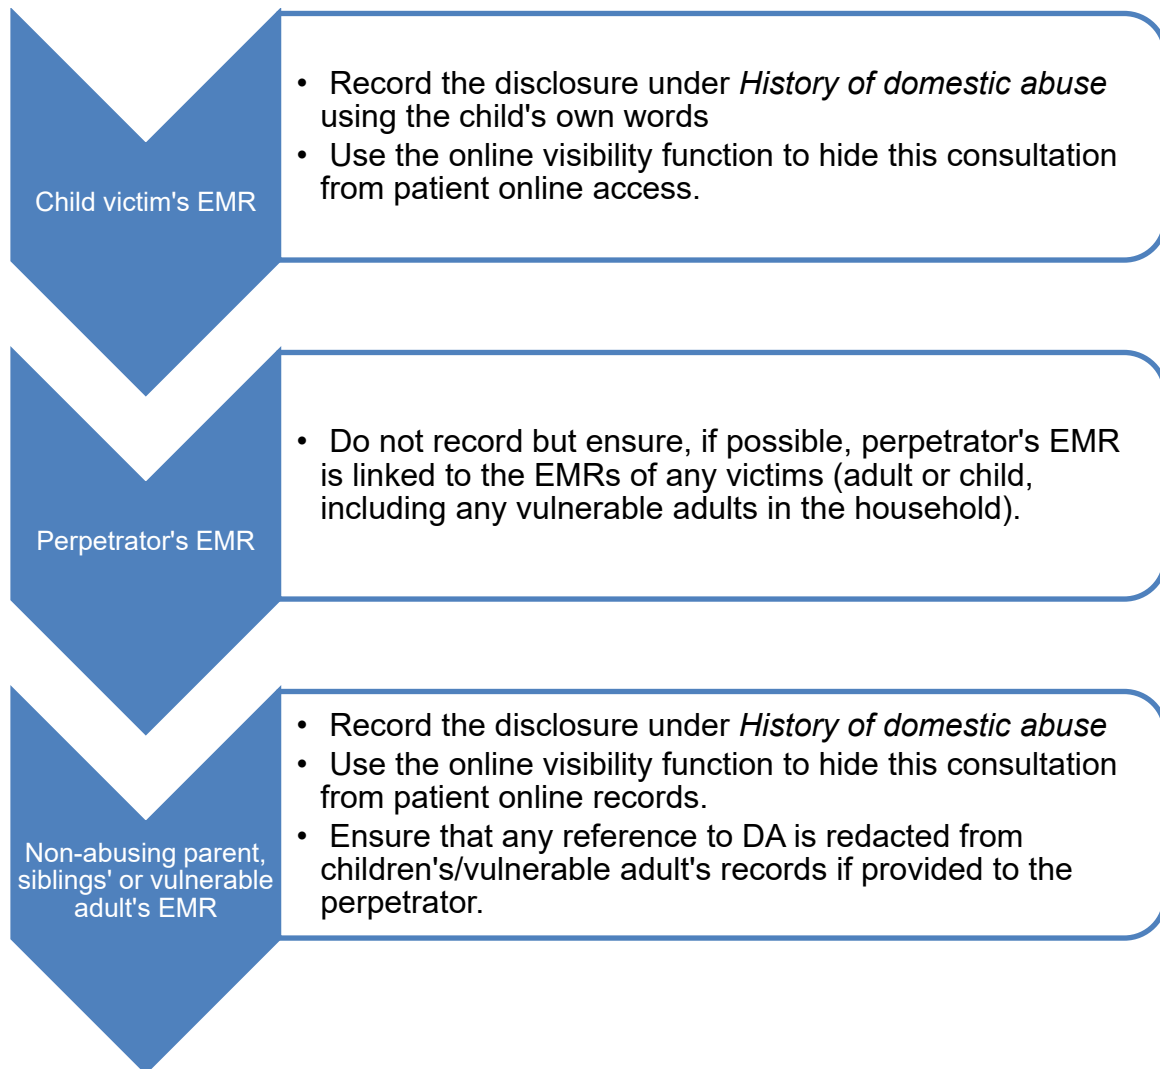 Child victim's EMR
• Record the disclosure under History of domestic abuse
using the child's own words
• Use the online visibility function to hide this consultation
from patient online access.
Perpetrator's EMR
• Do not record but ensure, if possible, perpetrator's EMR
is linked to the EMRs of any victims (adult or child,
including any vulnerable adults in the household).
Non-abusing parent,
siblings' or vulnerable
adult's EMR
• Record the disclosure under History of domestic abuse
• Use the online visibility function to hide this consultation
from patient online records.
• Ensure that any reference to DA is redacted from
children's/vulnerable adult's records if provided to the
perpetrator.